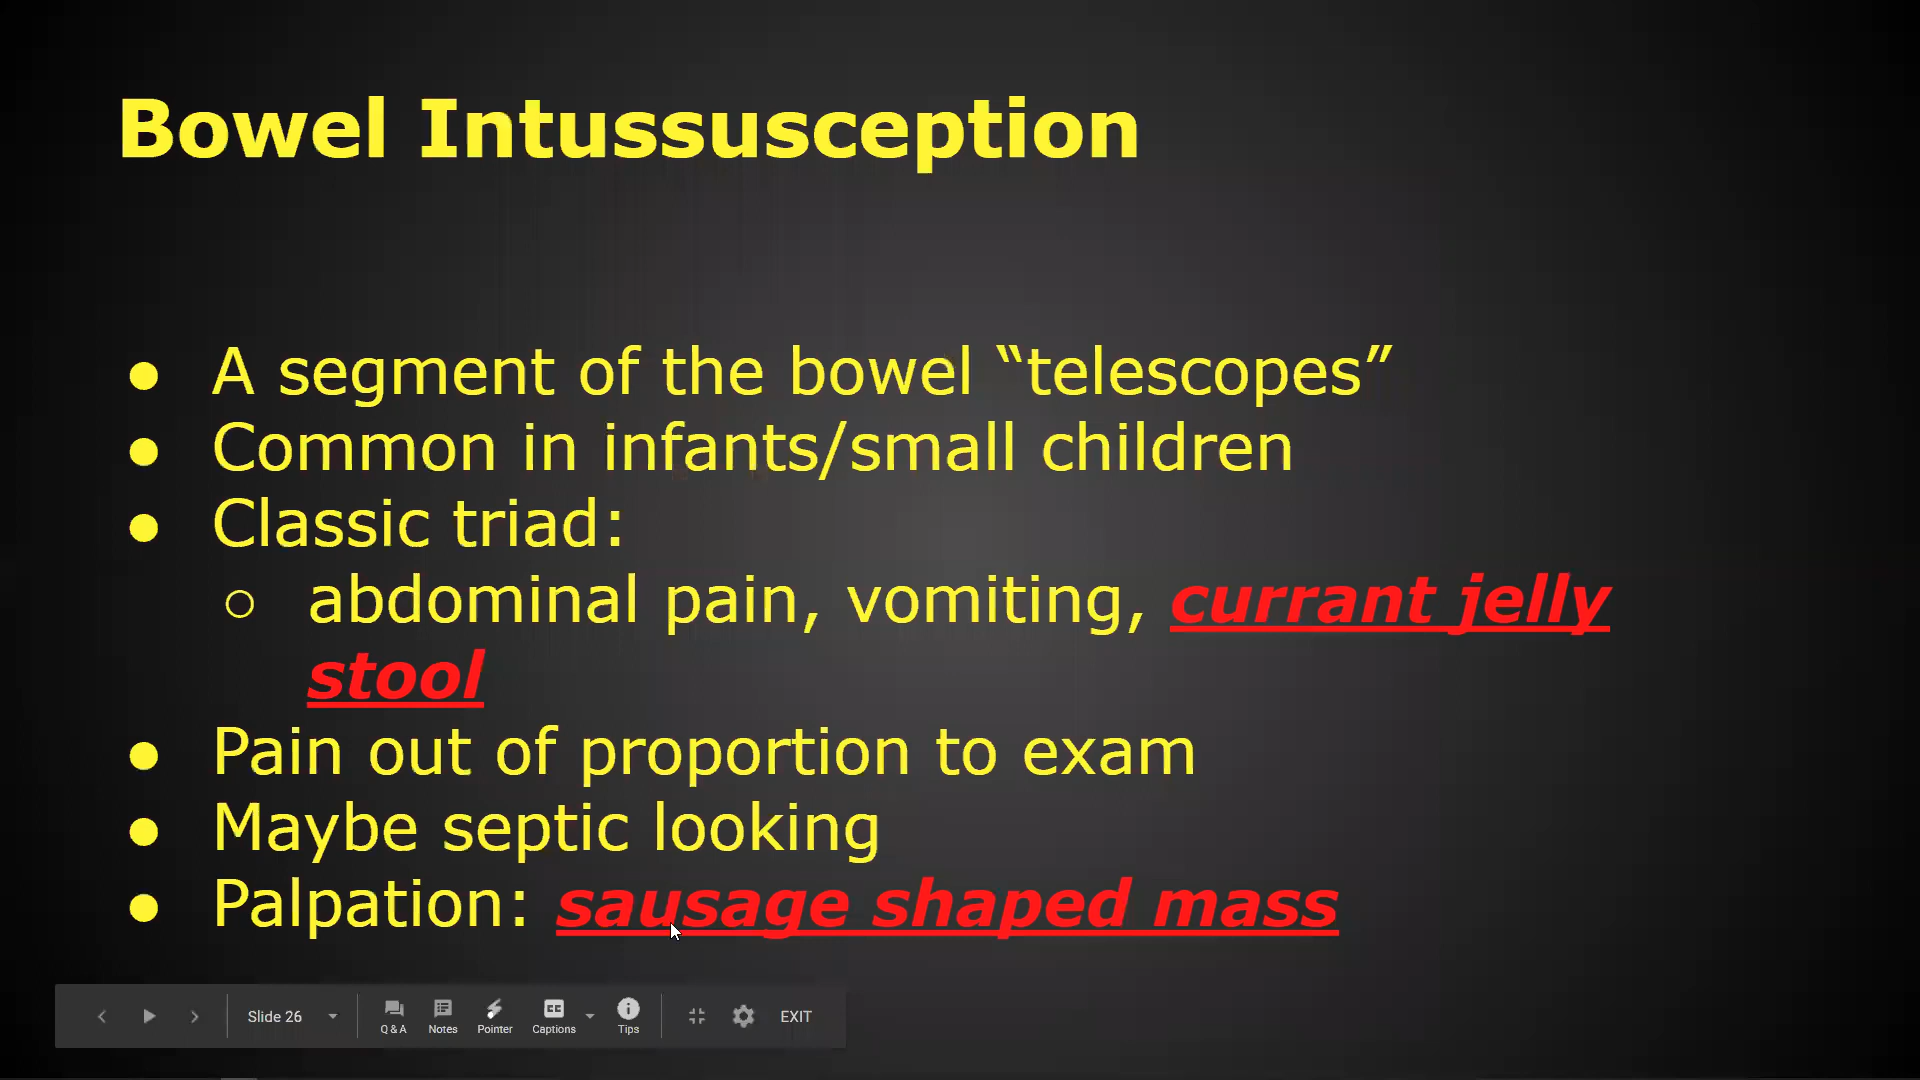 Bowel Intussusception
● A segment of the bowel “telescopes”
● Common in infants/small children
● Classic triad:
○ abdominal pain, vomiting, currant jelly
stool
● Pain out of proportion to exam
● Maybe septic looking
● Palpation: sausage shaped mass
Slide 26 Q & A Notes Pointer Captions Tips EXIT